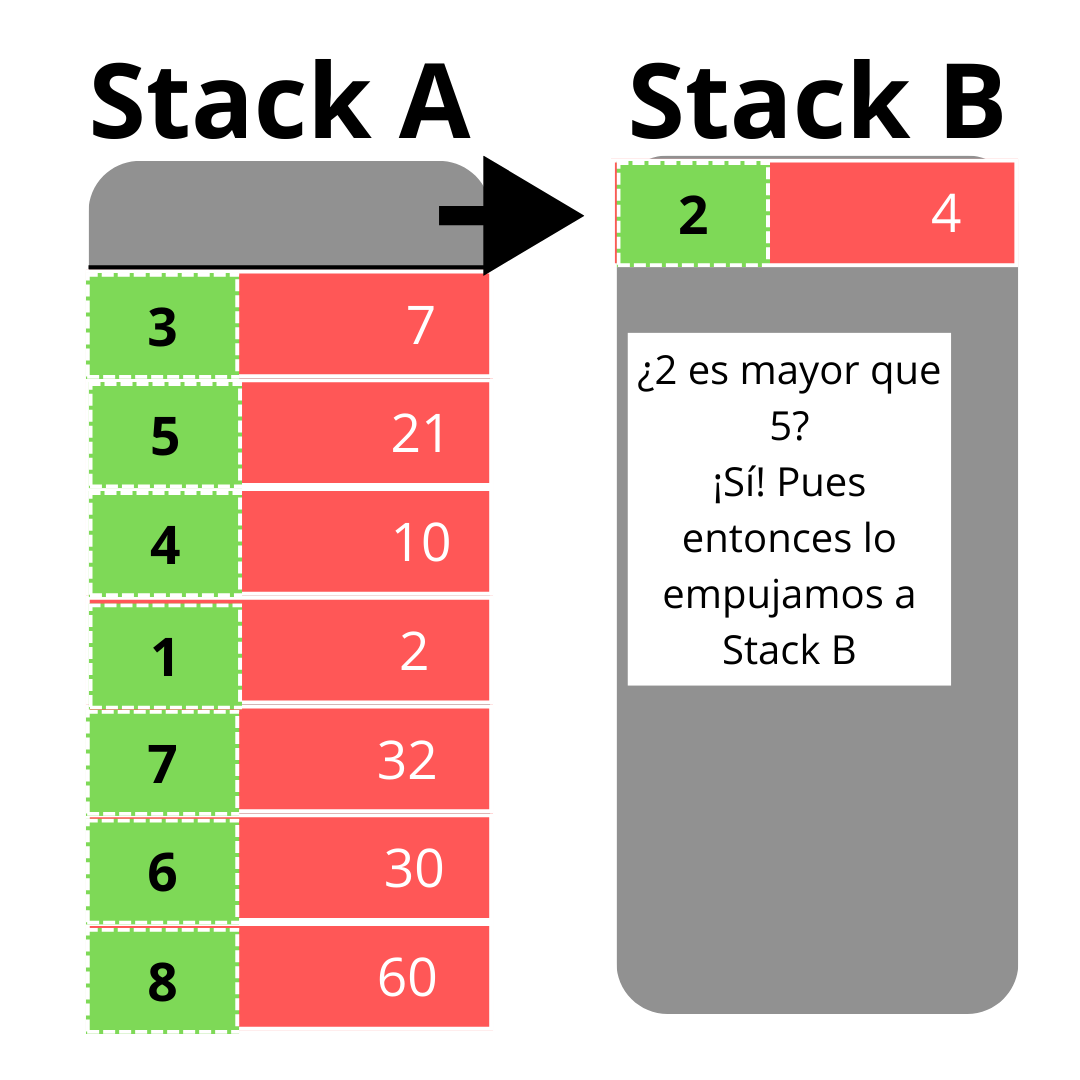 Stack A
Stack B
2 4
3 7
5 21
4 10
1 2
7 32
6 30
8 60
¿2 es mayor que
5?
¡Sí! Pues
entonces lo
empujamos a
Stack B